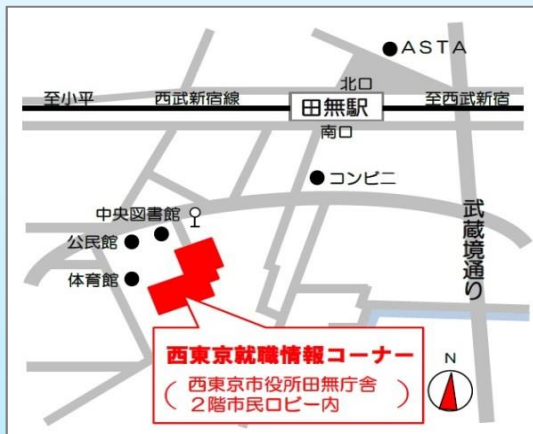 ASTA
北口
至小平
西武新宿線
田無駅
至西武新宿
南口
コンビニ
中央図書館
公民館
体育館
武蔵境通り
西東京就職情報コーナー
(西東京市役所田無庁舎
2階市民ロビー内)
N